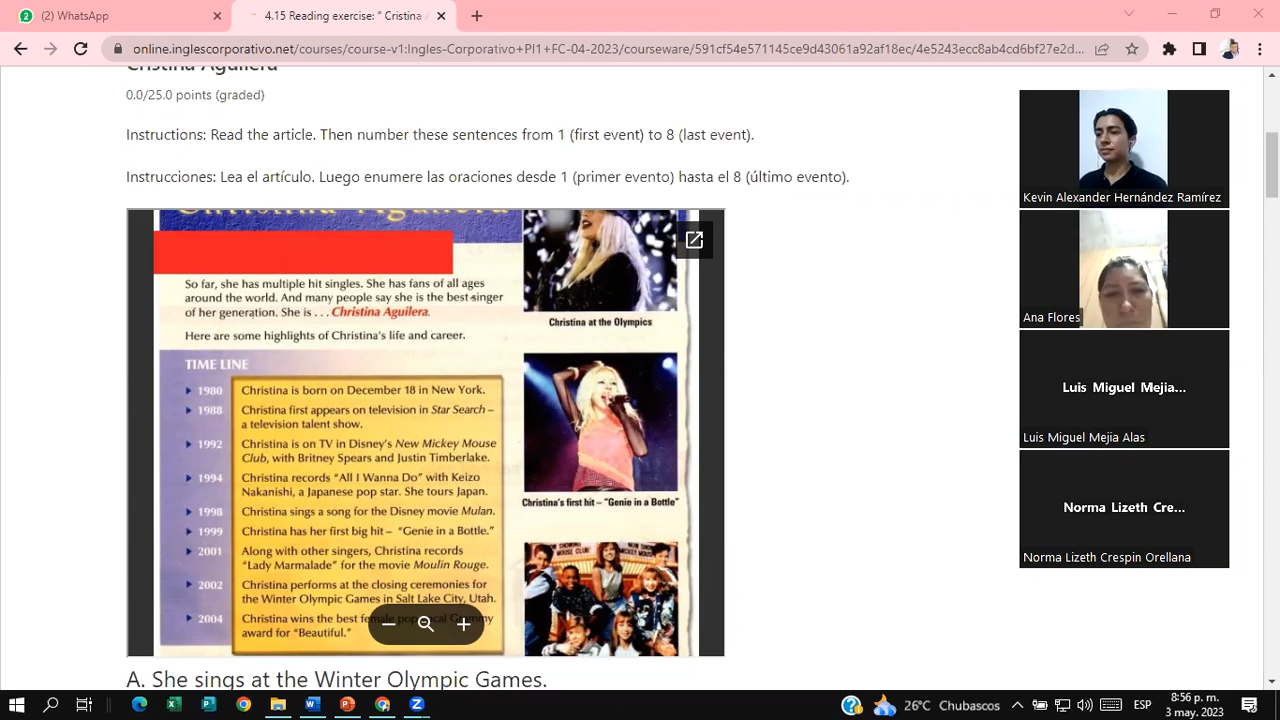 (2) WhatsApp
4.15 Reading exercise: " Cristina
online.inglescorporativo.net/courses/course-v1:Ingles-Corporativo+PI1+FC-04-2023/courseware/591cf54e571145ce9d43061a92af18ec/4e5243ecc8ab4cd6bf27e2d...
Cristina Aguilera
0.0/25.0 points (graded)
Instructions: Read the article. Then number these sentences from 1 (first event) to 8 (last event).
Instrucciones: Lea el artículo. Luego enumere las oraciones desde 1 (primer evento) hasta el 8 (último evento).
Christina Aguilera
So far, she has multiple hit singles. She has fans of all ages
around the world. And many people say she is the best singer
of her generation. She is . . . Christina Aguilera.
Here are some highlights of Christina's life and career.
Christina at the Olympics
TIME LINE
1980 Christina is born on December 18 in New York.
1988 Christina first appears on television in Star Search –
a television talent show.
1992 Christina is on TV in Disney's New Mickey Mouse
Club, with Britney Spears and Justin Timberlake.
1994 Christina records "All I Wanna Do" with Keizo
Nakanishi, a Japanese pop star. She tours Japan.
1998 Christina sings a song for the Disney movie Mulan.
1999 Christina has her first big hit – "Genie in a Bottle."
2001 Along with other singers, Christina records
"Lady Marmalade" for the movie Moulin Rouge.
2002 Christina performs at the closing ceremonies for
the Winter Olympic Games in Salt Lake City, Utah.
2004 Christina wins the best female pop vocal Grammy
award for "Beautiful."
Christina's first hit – "Genie in a Bottle"
A. She sings at the Winter Olympic Games.
Kevin Alexander Hernández Ramírez
Ana Flores
Luis Miguel Mejia...
Luis Miguel Mejia Alas
Norma Lizeth Cre...
Norma Lizeth Crespin Orellana
26°C Chubascos
ESP
8:56 p. m.
3 may. 2023